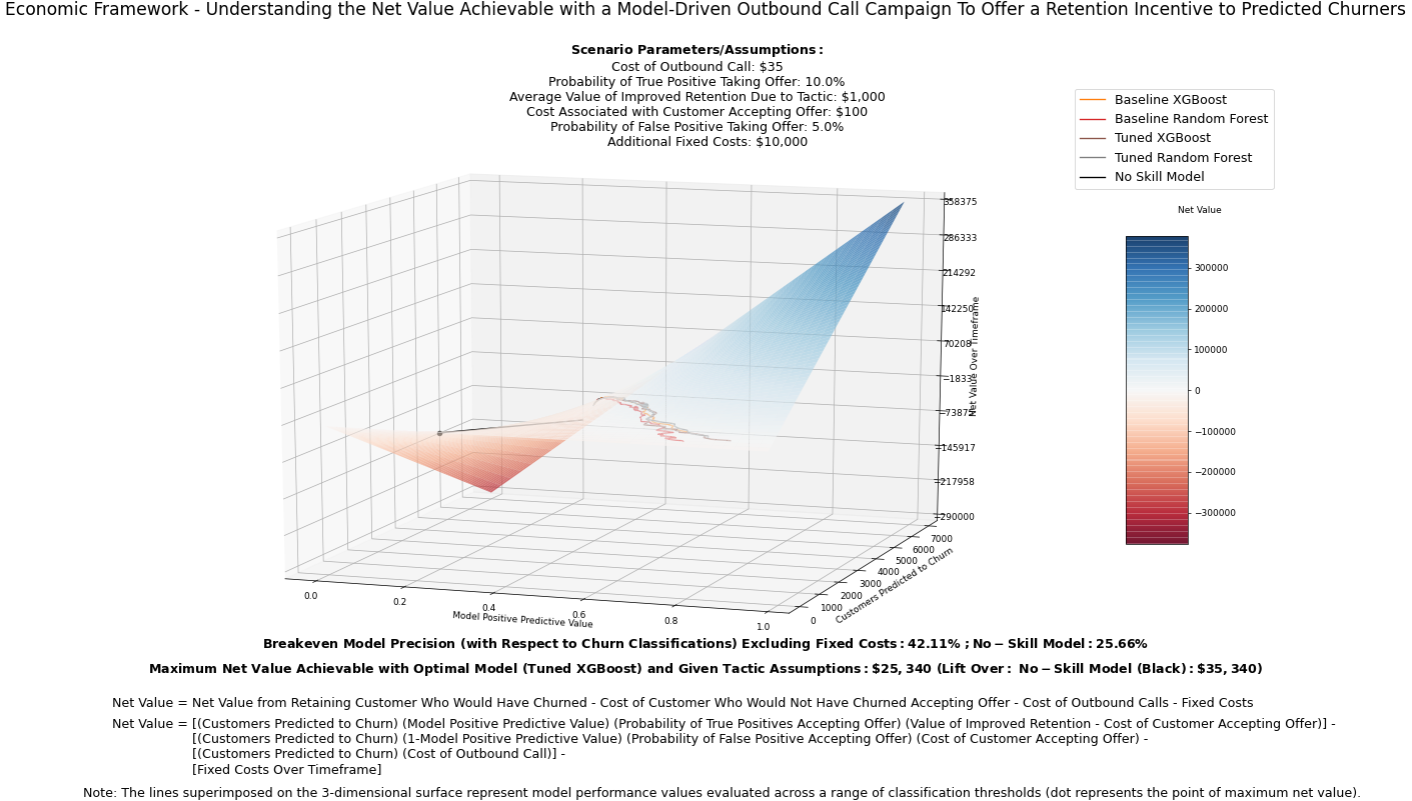 Economic Framework - Understanding the Net Value Achievable with a Model-Driven Outbound Call Campaign To Offer a Retention Incentive to Predicted Churners
Scenario Parameters/Assumptions:
Cost of Outbound Call: $35
Probability of True Positive Taking Offer: 10.0%
Average Value of Improved Retention Due to Tactic: $1,000
Cost Associated with Customer Accepting Offer: $100
Probability of False Positive Taking Offer: 5.0%
Additional Fixed Costs: $10,000
Baseline XGBoost
Baseline Random Forest
Tuned XGBoost
Tuned Random Forest
No Skill Model
Net Value
300000
200000
100000
0
−100000
−200000
−300000
358375
286333
214292
142250
70208
−1833
−73875
−145917
−217958
−290000
Net Value Over Timeframe
7000
6000
5000
4000
3000
2000
1000
0
Customers Predicted to Churn
0.0
0.2
0.4
0.6
0.8
1.0
Model Positive Predictive Value
Breakeven Model Precision (with Respect to Churn Classifications) Excluding Fixed Costs: 42.11% ; No − Skill Model: 25.66%
Maximum Net Value Achievable with Optimal Model (Tuned XGBoost) and Given Tactic Assumptions: $25, 340 (Lift Over: No − Skill Model (Black): $35, 340)
Net Value = Net Value from Retaining Customer Who Would Have Churned - Cost of Customer Who Would Not Have Churned Accepting Offer - Cost of Outbound Calls - Fixed Costs
Net Value = [(Customers Predicted to Churn) (Model Positive Predictive Value) (Probability of True Positives Accepting Offer) (Value of Improved Retention - Cost of Customer Accepting Offer)] -
[(Customers Predicted to Churn) (1-Model Positive Predictive Value) (Probability of False Positive Accepting Offer) (Cost of Customer Accepting Offer) -
[(Customers Predicted to Churn) (Cost of Outbound Call)] -
[Fixed Costs Over Timeframe]
Note: The lines superimposed on the 3-dimensional surface represent model performance values evaluated across a range of classification thresholds (dot represents the point of maximum net value).